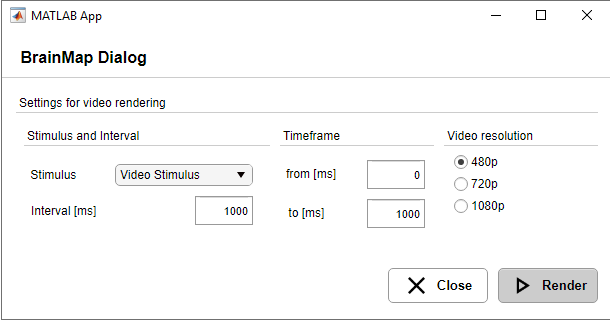 MATLAB App
BrainMap Dialog
Settings for video rendering
Stimulus and Interval
Stimulus Video Stimulus
Interval [ms] 1000
Timeframe
from [ms] 0
to [ms] 1000
Video resolution
480p
720p
1080p
Close Render